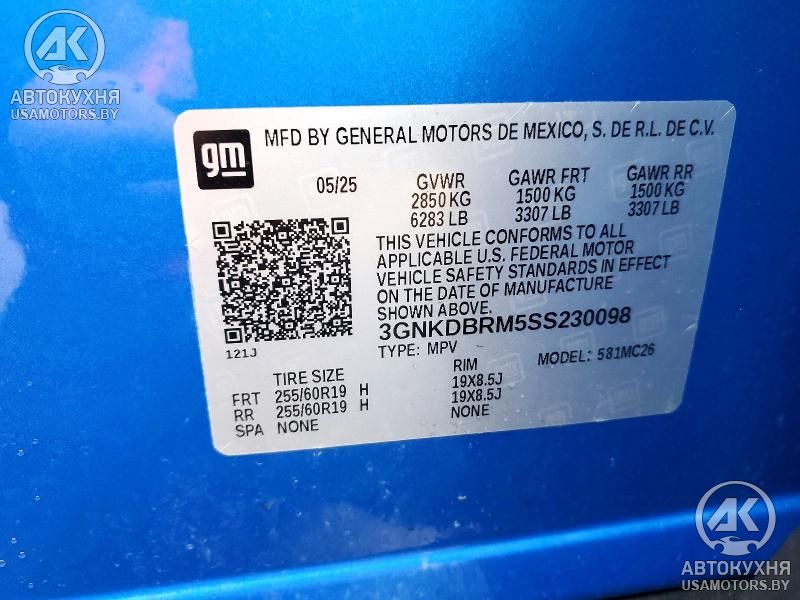 АК
АВТОКУХНЯ
USAMOTORS.BY
gm
MFD BY GENERAL MOTORS DE MEXICO, S. DE R.L. DE C.V.
05/25
GVWR
2850 KG
6283 LB
GAWR FRT
1500 KG
3307 LB
GAWR RR
1500 KG
3307 LB
THIS VEHICLE CONFORMS TO ALL
APPLICABLE U.S. FEDERAL MOTOR
VEHICLE SAFETY STANDARDS IN EFFECT
ON THE DATE OF MANUFACTURE
SHOWN ABOVE.
3GNKDBRM5SS230098
121J
TYPE: MPV MODEL: 581MC26
TIRE SIZE RIM
FRT 255/60R19 H 19X8.5J
RR 255/60R19 H 19X8.5J
SPA NONE NONE
АК
АВТОКУХНЯ
USAMOTORS.BY